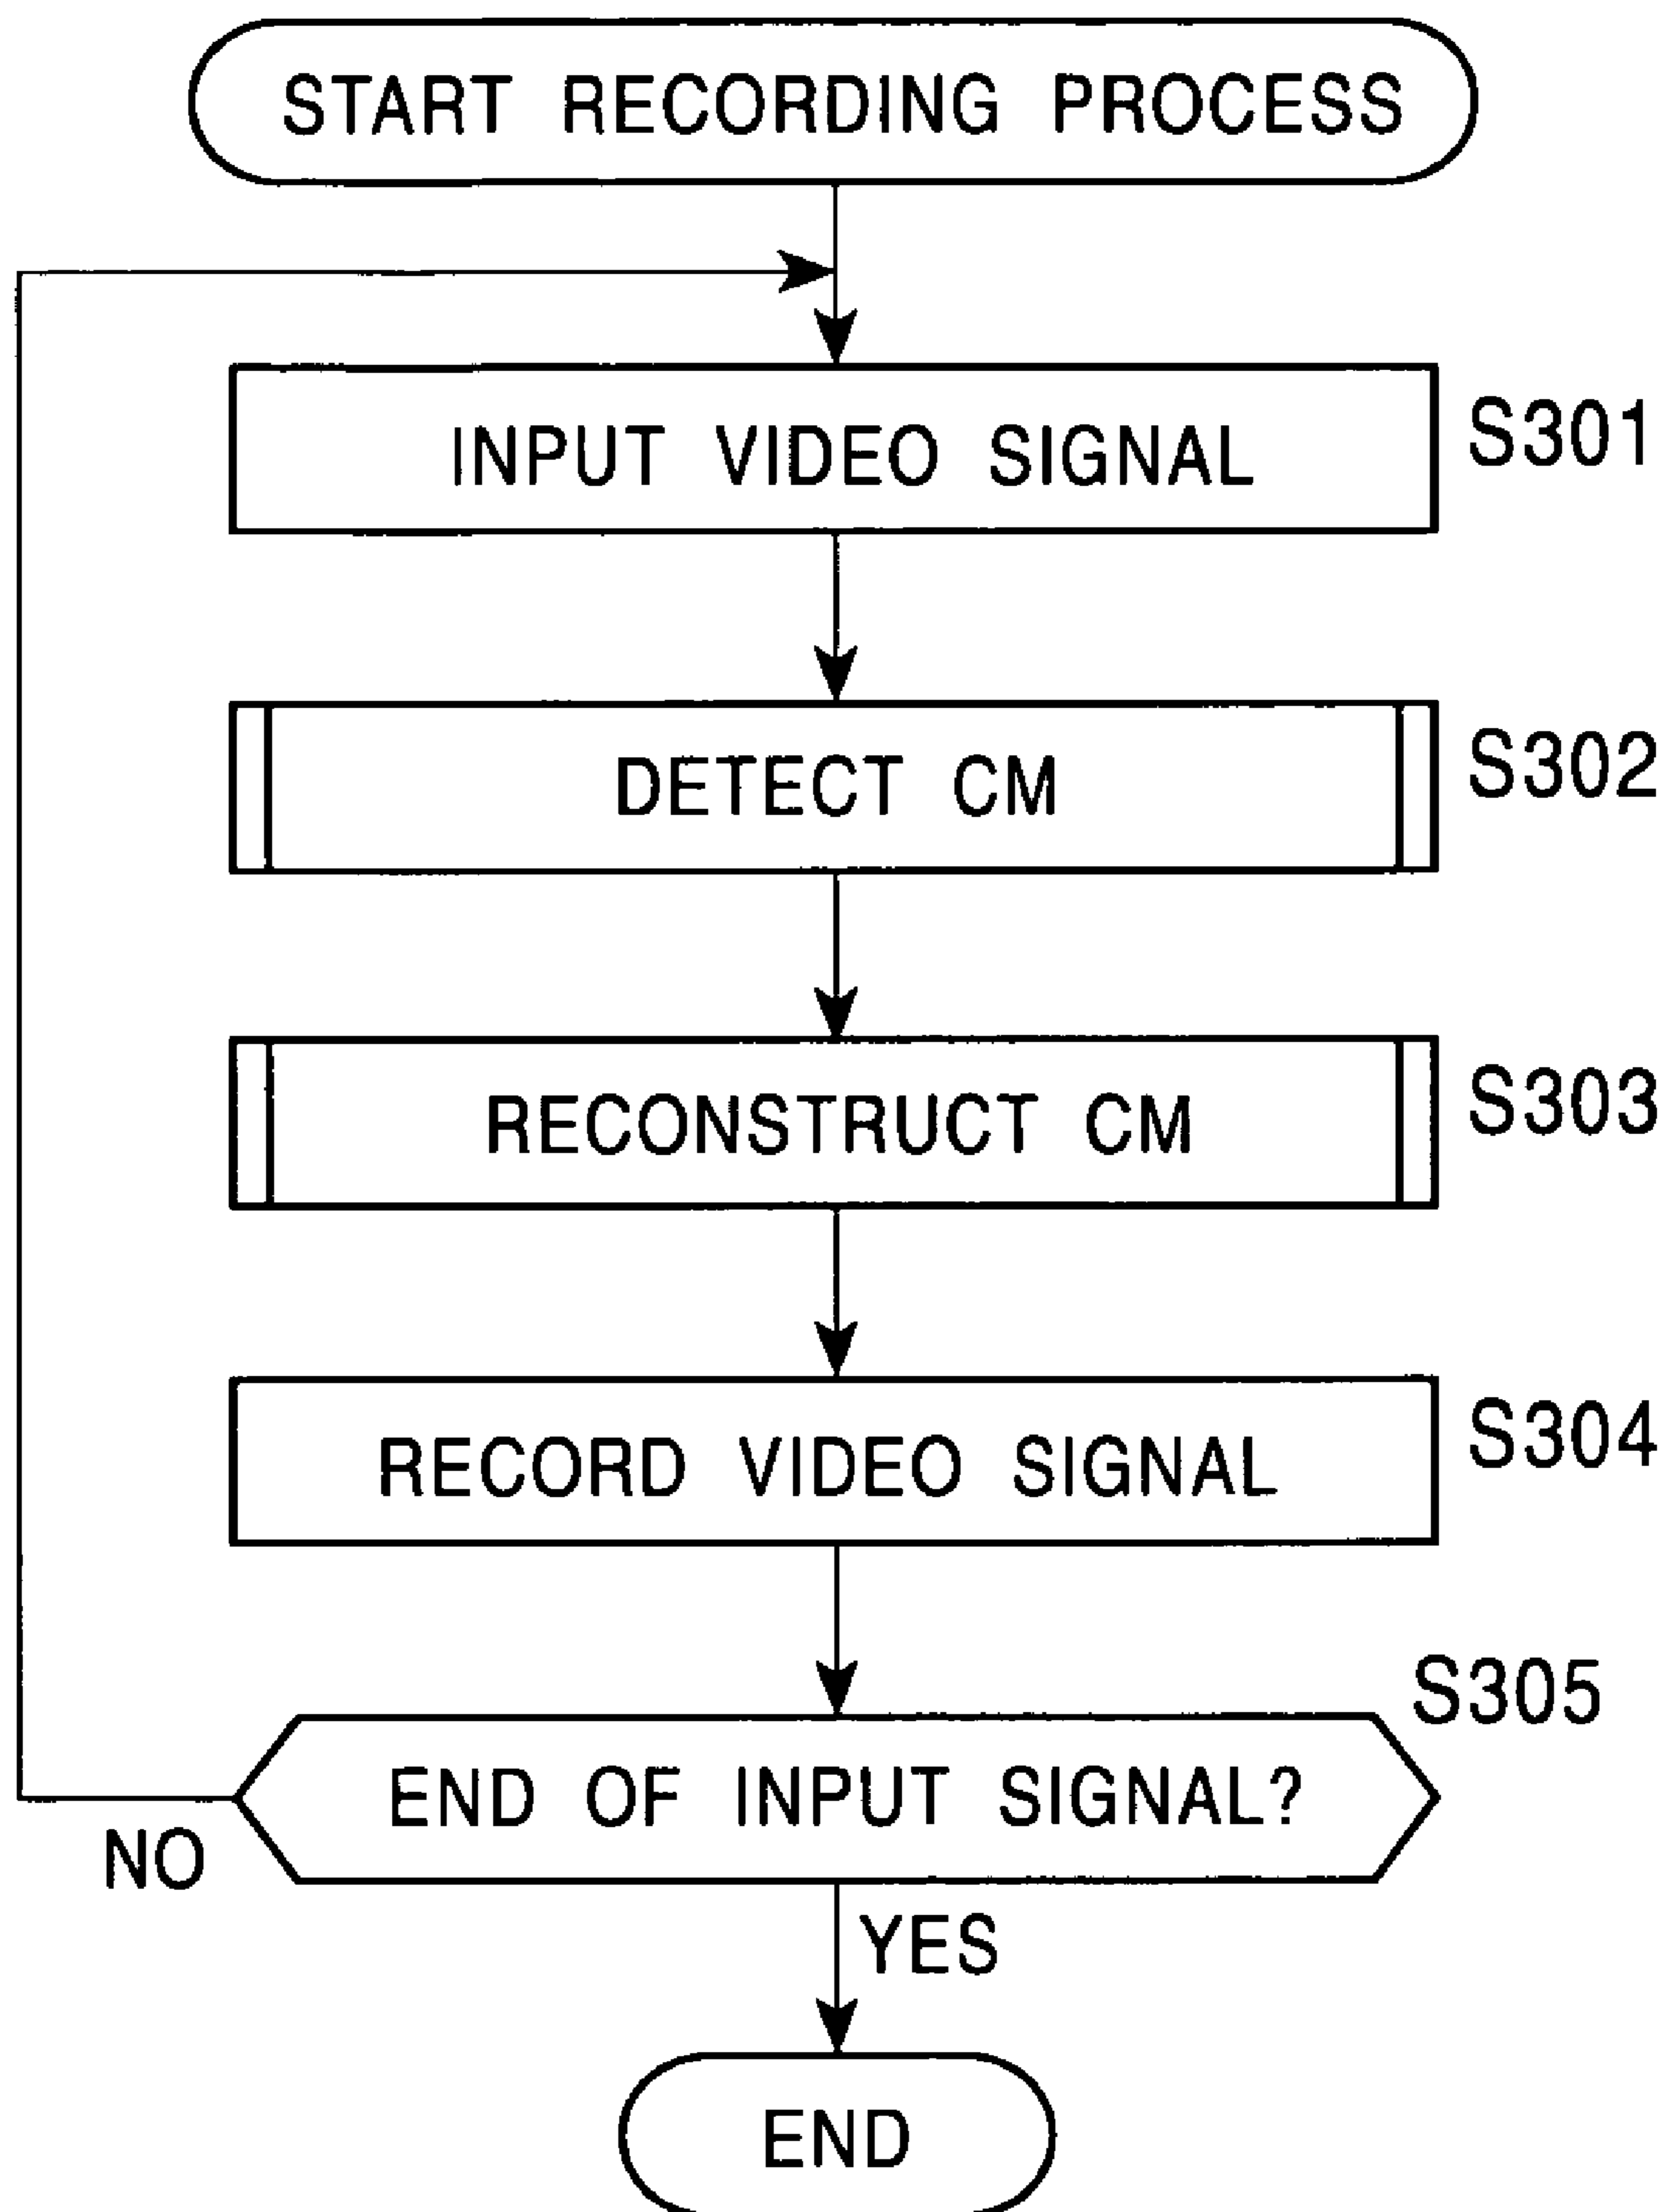 START RECORDING PROCESS
INPUT VIDEO SIGNAL
S301
DETECT CM
S302
RECONSTRUCT CM
S303
RECORD VIDEO SIGNAL
S304
S305
END OF INPUT SIGNAL?
NO
YES
END